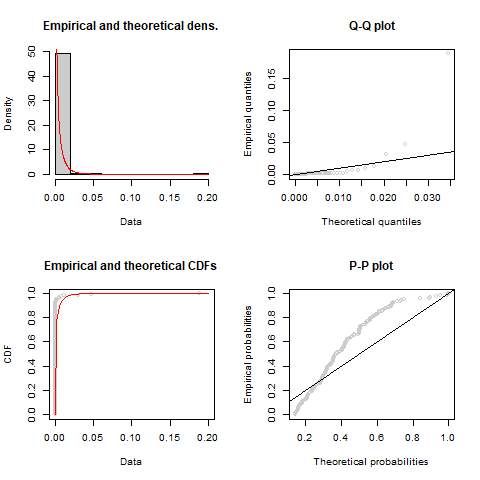 Empirical and theoretical dens.
Density
0 10 20 30 40 50
0.00 0.05 0.10 0.15 0.20
Data
Q-Q plot
Empirical quantiles
0.00 0.05 0.10 0.15
0.000 0.010 0.020 0.030
Theoretical quantiles
Empirical and theoretical CDFs
CDF
0.0 0.2 0.4 0.6 0.8 1.0
0.00 0.05 0.10 0.15 0.20
Data
P-P plot
Empirical probabilities
0.0 0.2 0.4 0.6 0.8 1.0
0.2 0.4 0.6 0.8 1.0
Theoretical probabilities